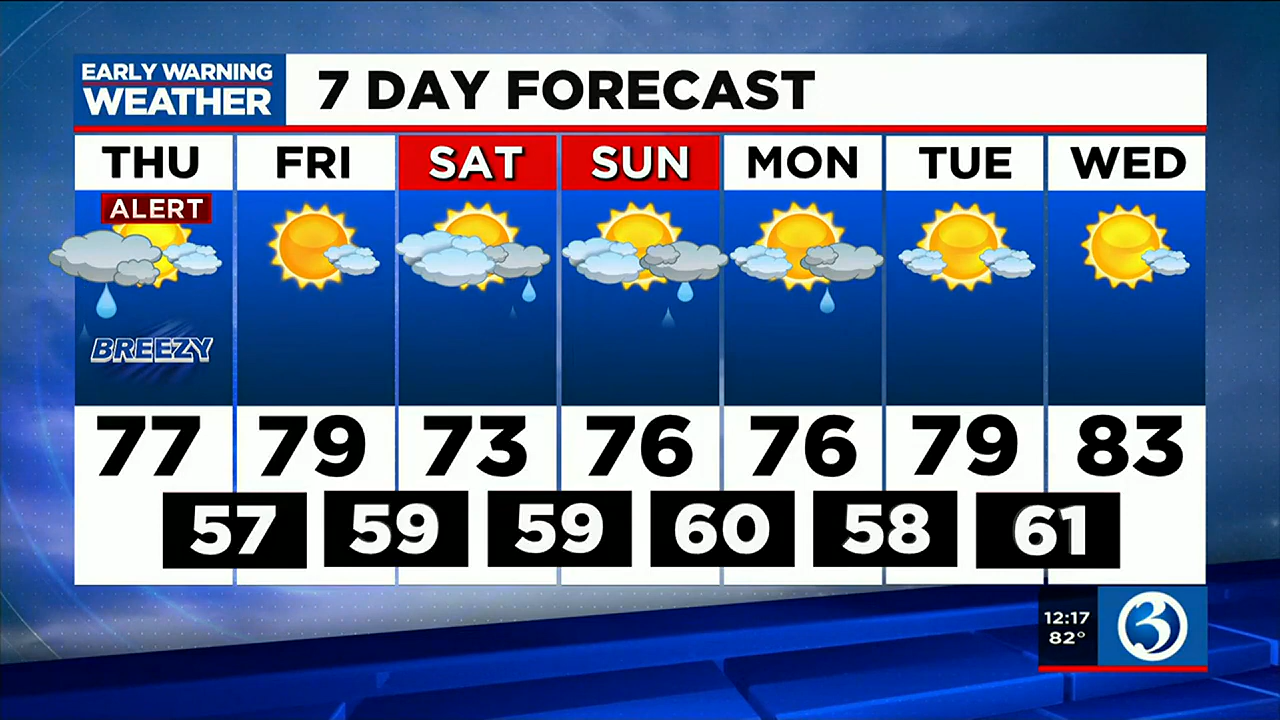 EARLY WARNING
WEATHER
7 DAY FORECAST
THU FRI SAT SUN MON TUE WED
ALERT
BREEZY
77 79 73 76 76 79 83
57 59 59 60 58 61
12:17
82°
3